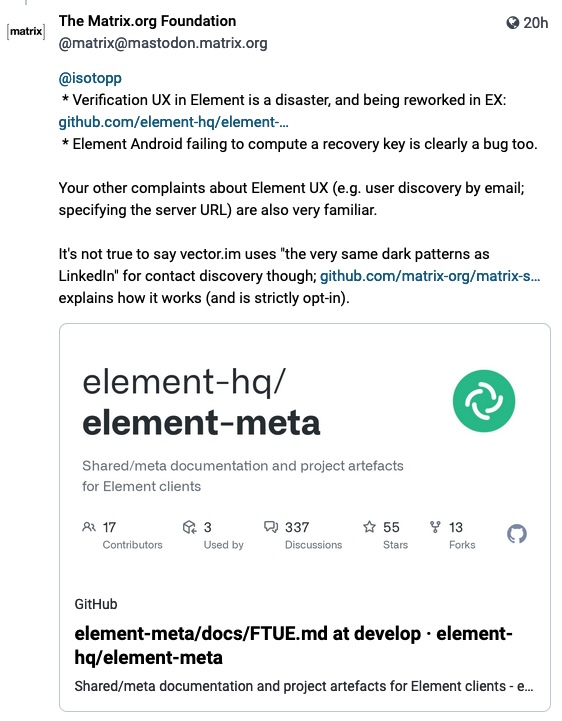 The Matrix.org Foundation
20h
[matrix]
@matrix@mastodon.matrix.org
@isotopp
* Verification UX in Element is a disaster, and being reworked in EX:
github.com/element-hq/element-…
* Element Android failing to compute a recovery key is clearly a bug too.
Your other complaints about Element UX (e.g. user discovery by email;
specifying the server URL) are also very familiar.
It's not true to say vector.im uses "the very same dark patterns as
LinkedIn" for contact discovery though; github.com/matrix-org/matrix-s…
explains how it works (and is strictly opt-in).
element-hq/
element-meta
Shared/meta documentation and project artefacts
for Element clients
17
Contributors
3
Used by
337
Discussions
55
Stars
13
Forks
GitHub
element-meta/docs/FTUE.md at develop · element-
hq/element-meta
Shared/meta documentation and project artefacts for Element clients - e…